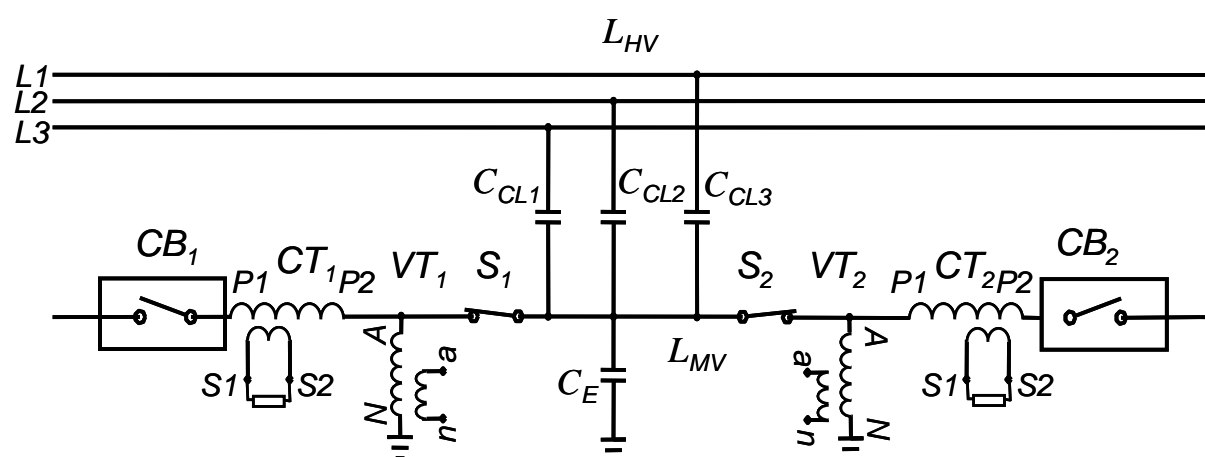 L_HV
L1
L2
L3
C_CL1 C_CL2 C_CL3
CB_1 P1 CT_1 P2 VT_1 S_1 S_2 VT_2 P1 CT_2 P2 CB_2
A a L_MV a A
S1 S2 N n C_E n N S1 S2